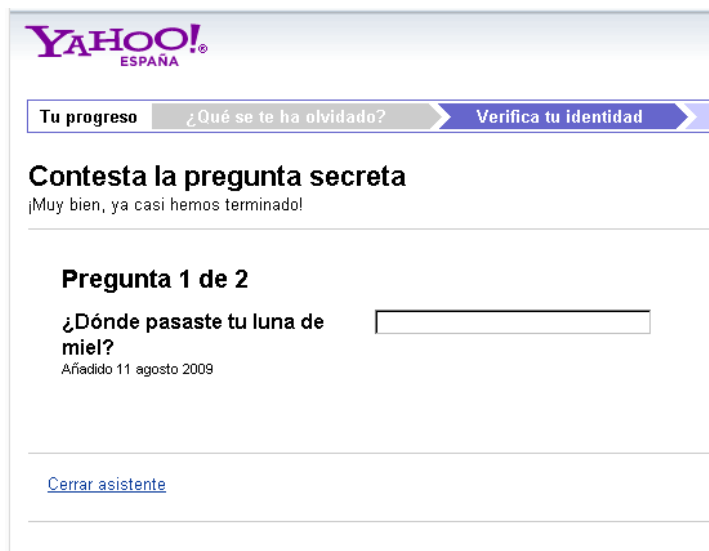 YAHOO!®
ESPAÑA
Tu progreso ¿Qué se te ha olvidado? Verifica tu identidad
Contesta la pregunta secreta
¡Muy bien, ya casi hemos terminado!
Pregunta 1 de 2
¿Dónde pasaste tu luna de
miel?
Añadido 11 agosto 2009
Cerrar asistente